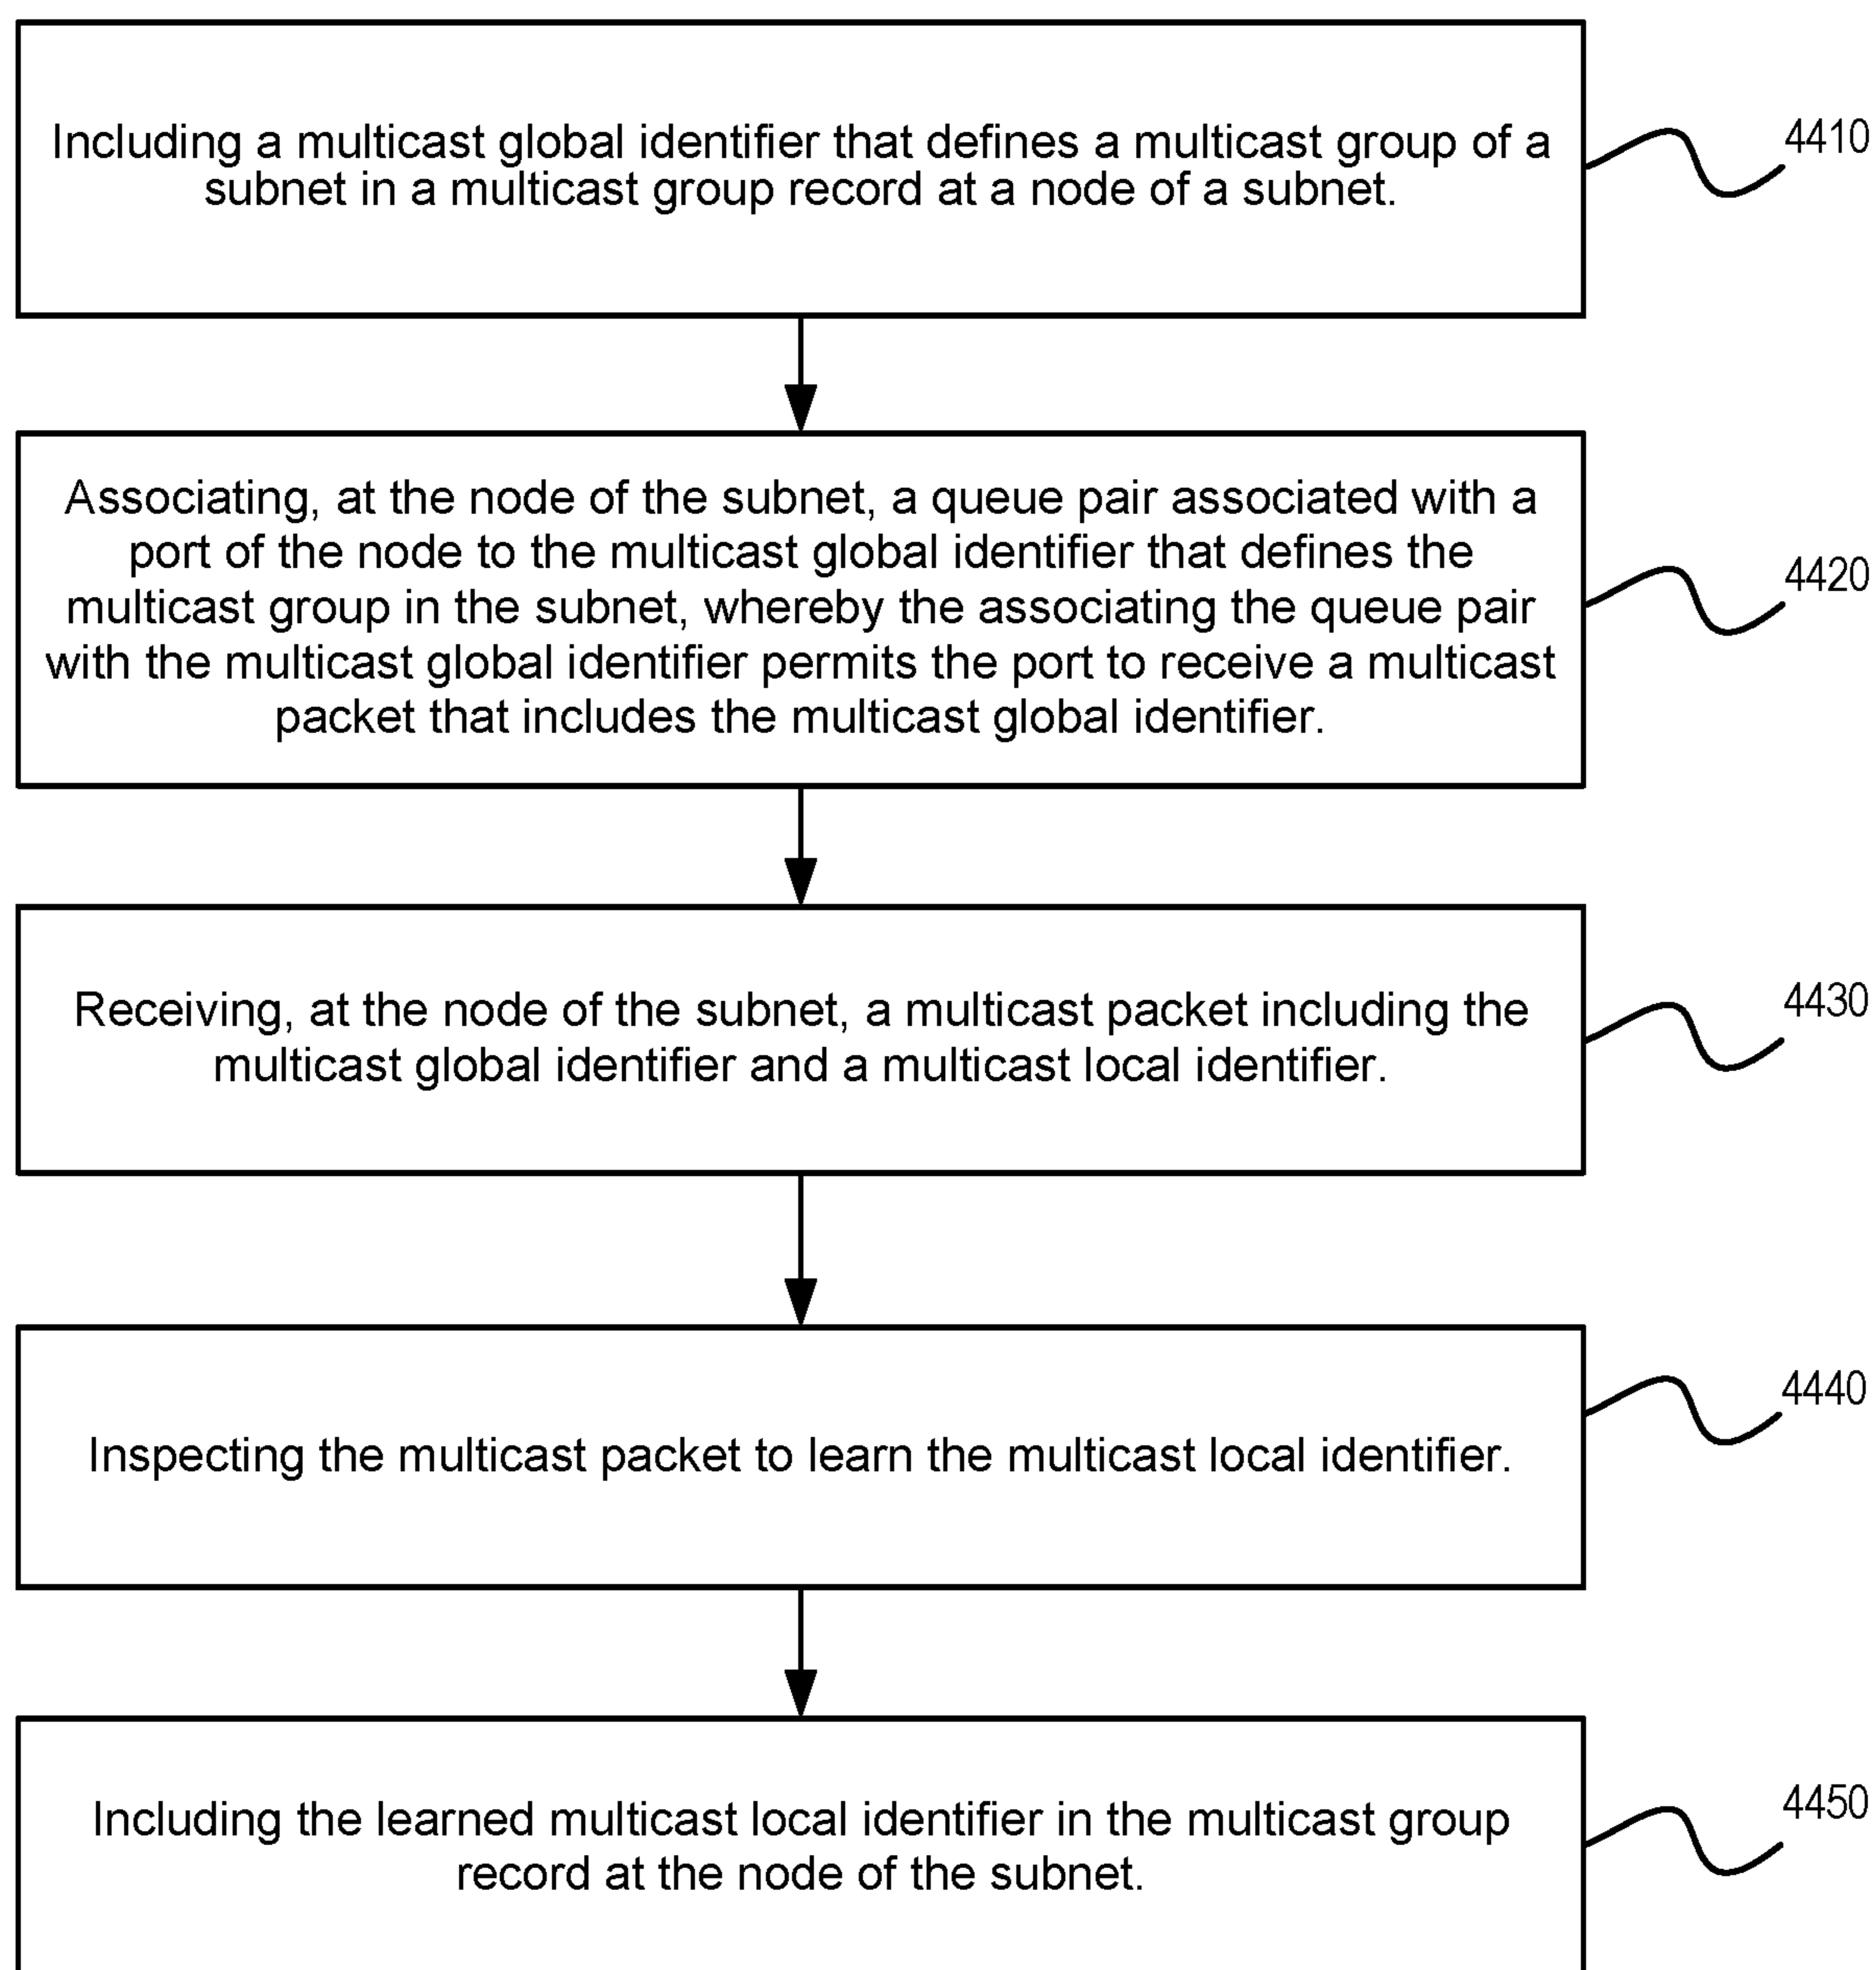 Including a multicast global identifier that defines a multicast group of a
subnet in a multicast group record at a node of a subnet.
4410
Associating, at the node of the subnet, a queue pair associated with a
port of the node to the multicast global identifier that defines the
multicast group in the subnet, whereby the associating the queue pair
with the multicast global identifier permits the port to receive a multicast
packet that includes the multicast global identifier.
4420
Receiving, at the node of the subnet, a multicast packet including the
multicast global identifier and a multicast local identifier.
4430
Inspecting the multicast packet to learn the multicast local identifier.
4440
Including the learned multicast local identifier in the multicast group
record at the node of the subnet.
4450